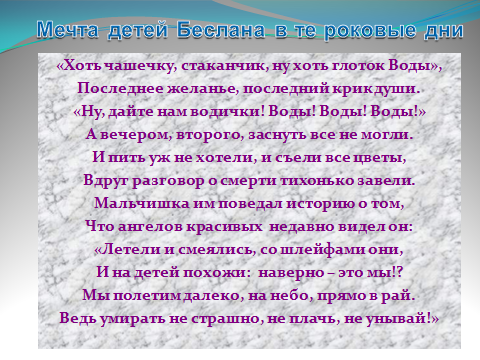 Мечта детей Беслана в те роковые дни
«Хоть чашечку, стаканчик, ну хоть глоток Воды»,
Последнее желанье, последний крик души.
«Ну, дайте нам водички! Воды! Воды! Воды!»
А вечером, второго, заснуть все не могли.
И пить уж не хотели, и съели все цветы,
Вдруг разговор о смерти тихонько завели.
Мальчишка им поведал историю о том,
Что ангелов красивых недавно видел он:
«Летели и смеялись, со шлейфами они,
И на детей похожи: наверно – это мы!?
Мы полетим далеко, на небо, прямо в рай.
Ведь умирать не страшно, не плачь, не унывай!»